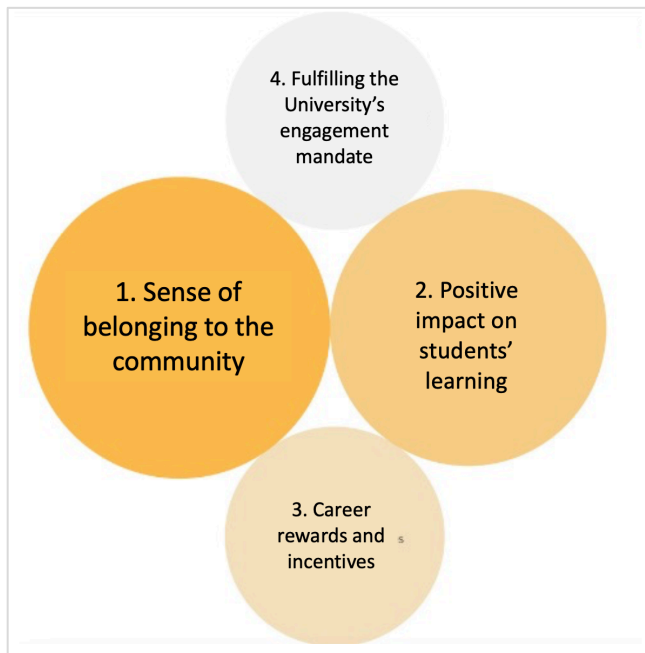 4. Fulfilling the
University’s
engagement
mandate
1. Sense of
belonging to the
community
2. Positive
impact on
students’
learning
3. Career
rewards and s
incentives